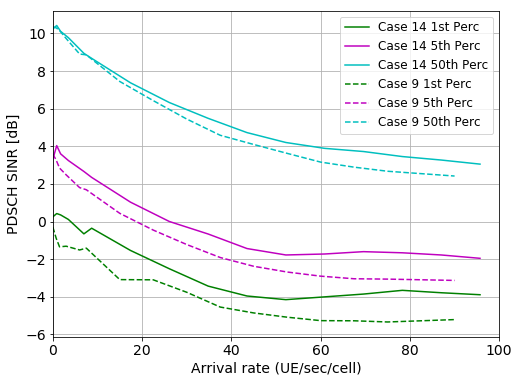 Case 14 1st Perc
Case 14 5th Perc
Case 14 50th Perc
Case 9 1st Perc
Case 9 5th Perc
Case 9 50th Perc
PDSCH SINR [dB]
10
8
6
4
2
0
−2
−4
−6
0 20 40 60 80 100
Arrival rate (UE/sec/cell)